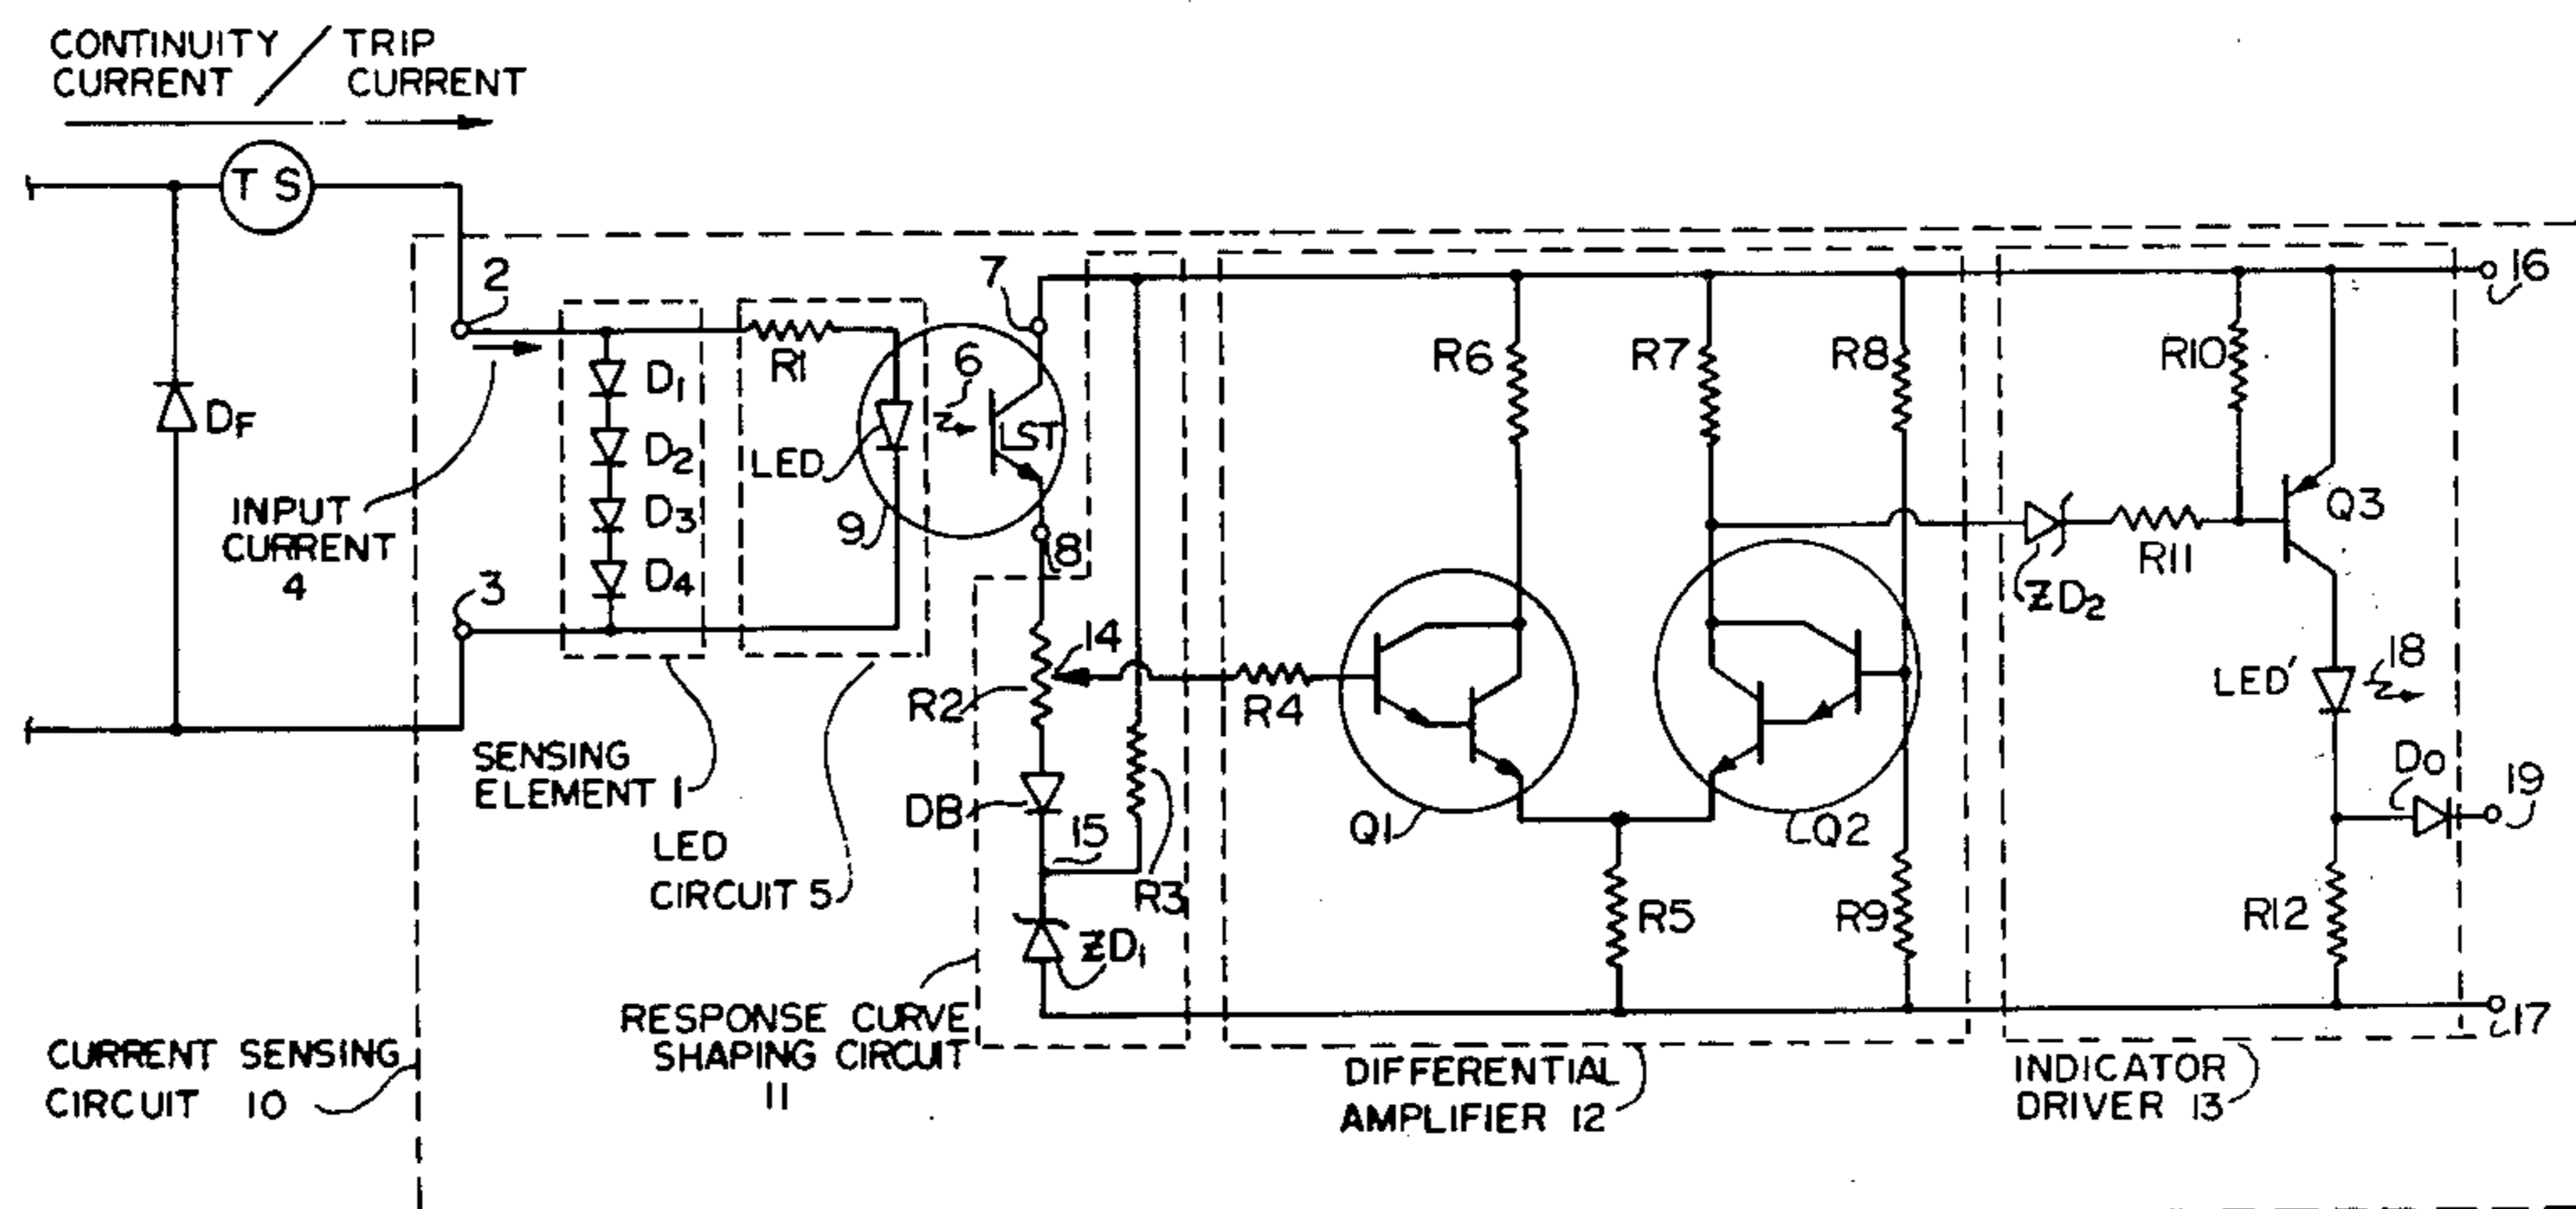 CONTINUITY / TRIP
CURRENT / CURRENT
T S
DF
2
3
INPUT
CURRENT
4
D1
D2
D3
D4
R1
LED
9
6
LST
7
8
SENSING
ELEMENT 1
LED
CIRCUIT 5
14
R2
DB
15
R3
ZD1
RESPONSE CURVE
SHAPING CIRCUIT
11
CURRENT SENSING
CIRCUIT 10
R4
R6
R7
R8
Q1
Q2
R5
R9
DIFFERENTIAL
AMPLIFIER 12
R10
R11
ZD2
Q3
LED'
18
DO
19
R12
16
17
INDICATOR
DRIVER 13